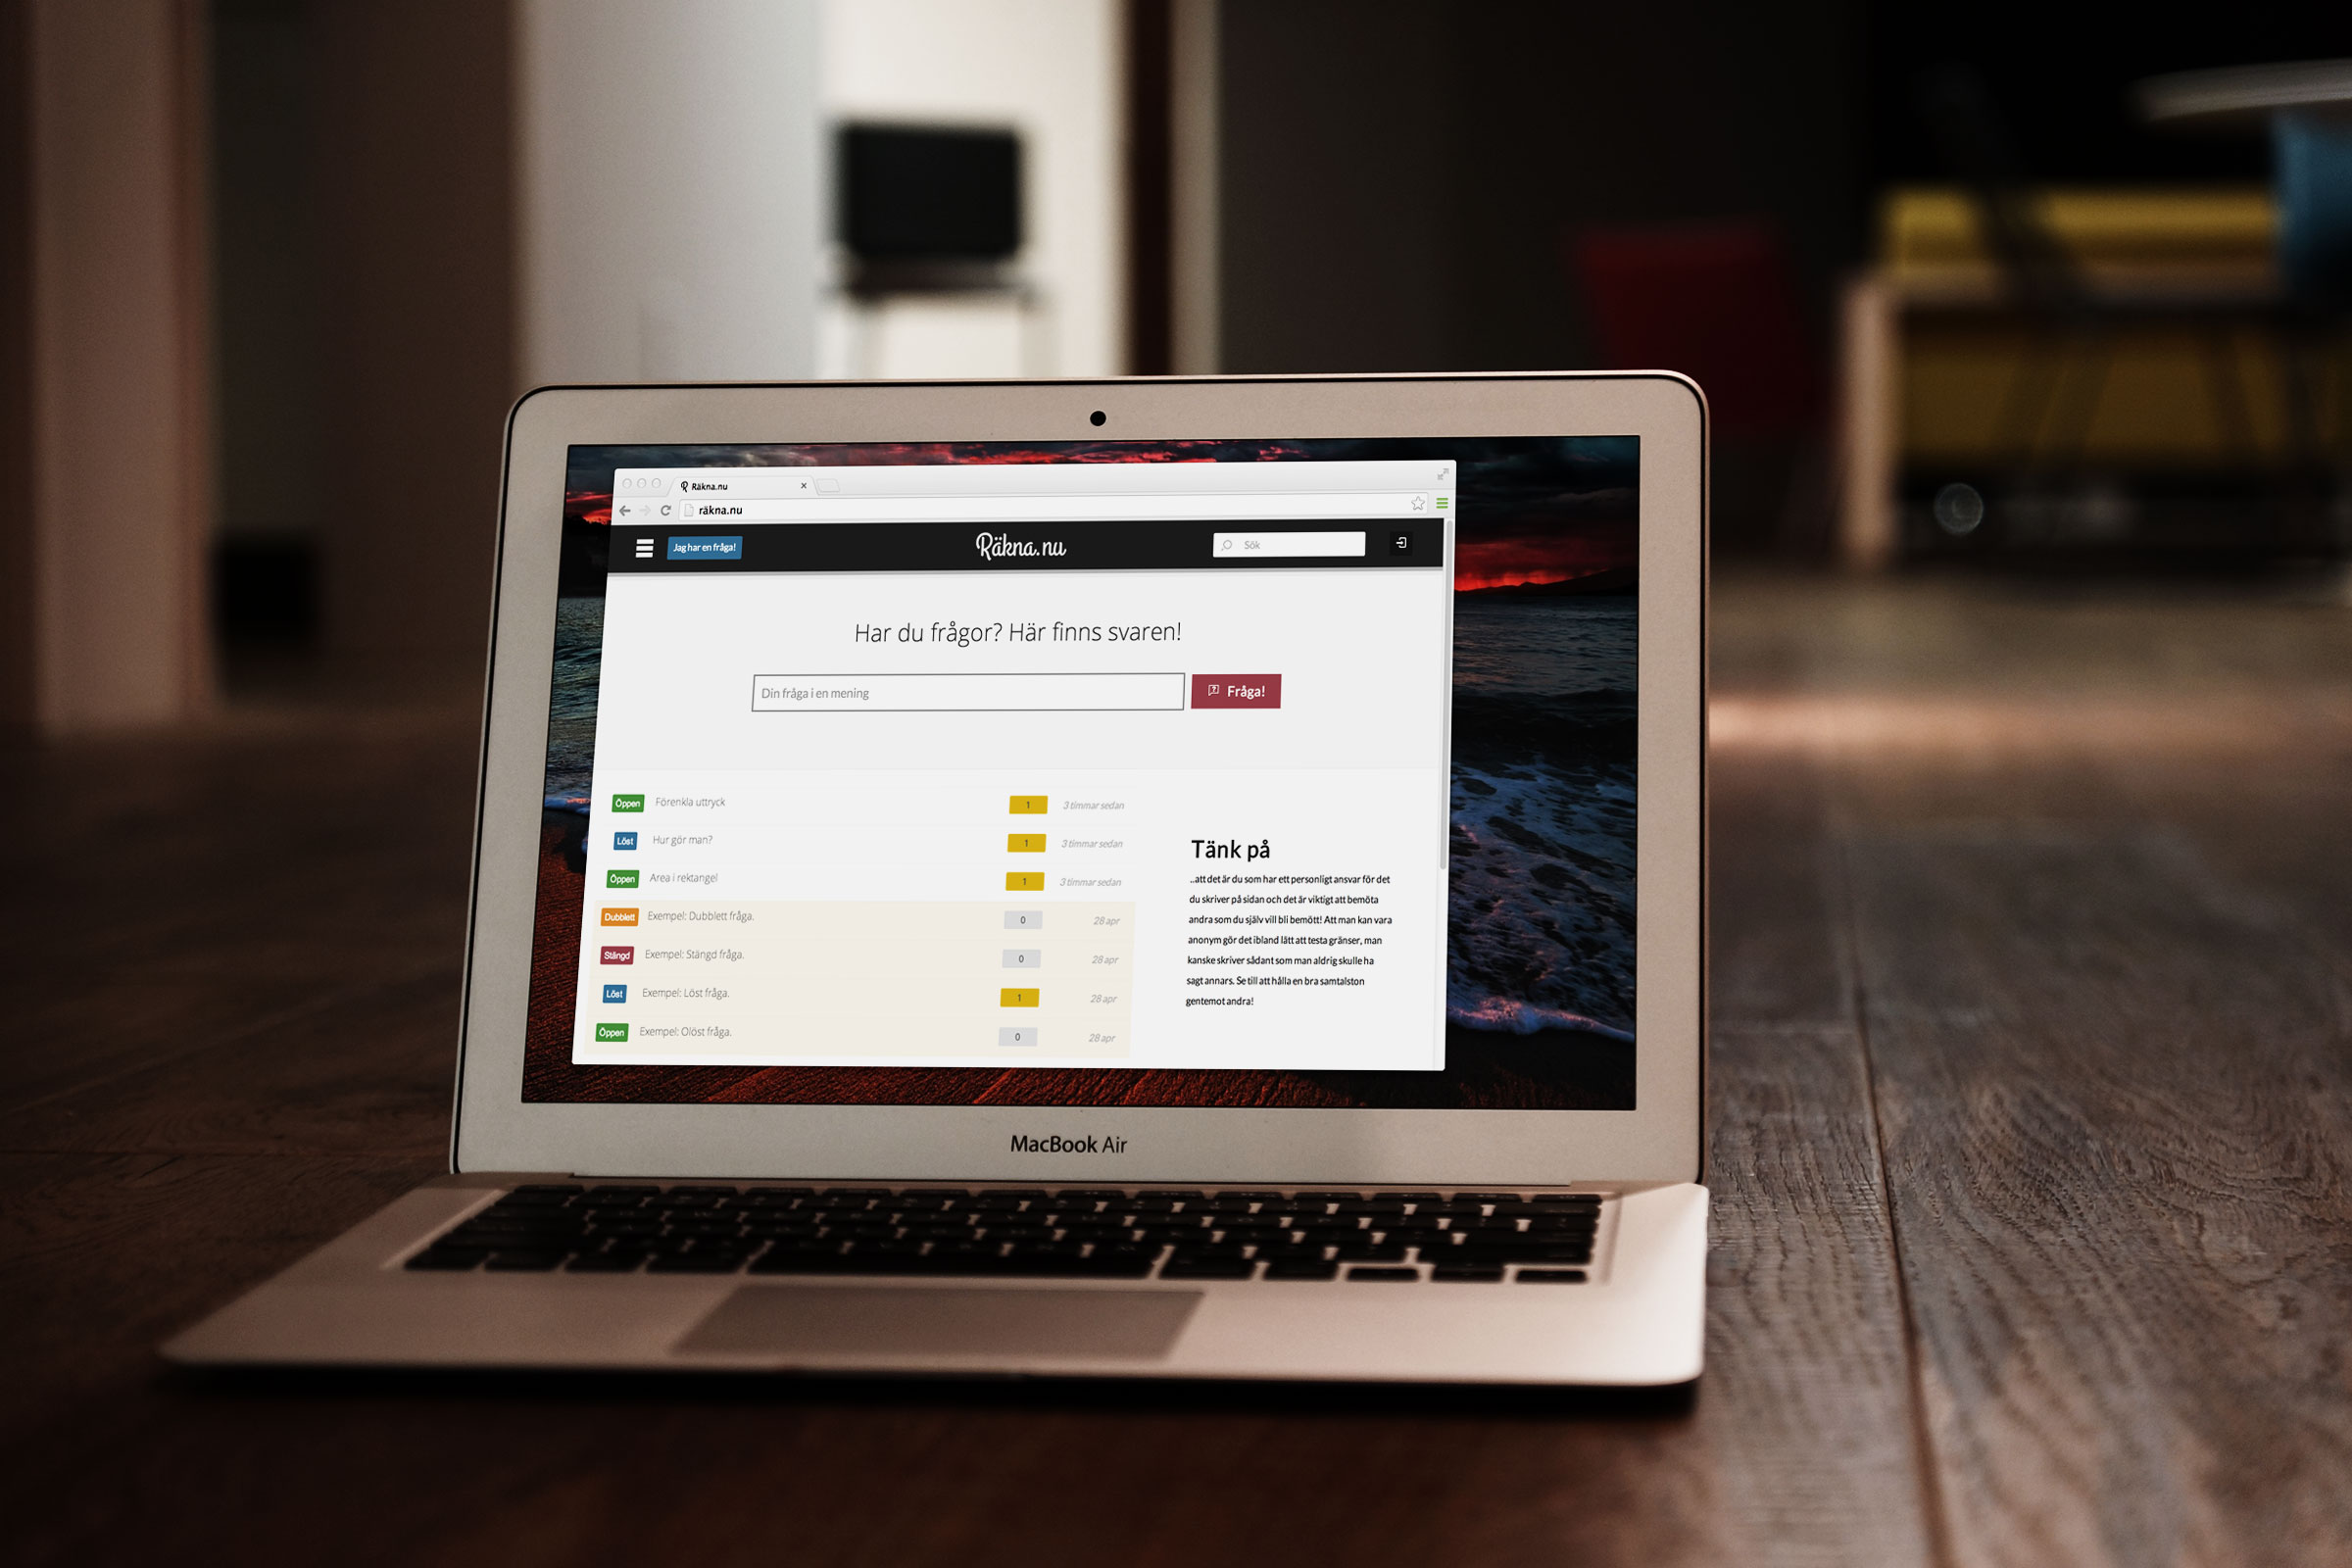 Räkna.nu
räkna.nu
Jag har en fråga!
Räkna.nu
Sök
Har du frågor? Här finns svaren!
Din fråga i en mening
Fråga!
Öppen Förenkla uttryck 1 3 timmar sedan
Löst Hur gör man? 1 3 timmar sedan
Öppen Area i rektangel 1 3 timmar sedan
Dubblett Exempel: Dubblett fråga. 0 28 apr
Stängd Exempel: Stängd fråga. 0 28 apr
Löst Exempel: Löst fråga. 1 28 apr
Öppen Exempel: Olöst fråga. 0 28 apr
Tänk på
..att det är du som har ett personligt ansvar för det
du skriver på sidan och det är viktigt att bemöta
andra som du själv vill bli bemött! Att man kan vara
anonym gör det ibland lätt att testa gränser, man
kanske skriver sådant som man aldrig skulle ha
sagt annars. Se till att hålla en bra samtalston
gentemot andra!
MacBook Air